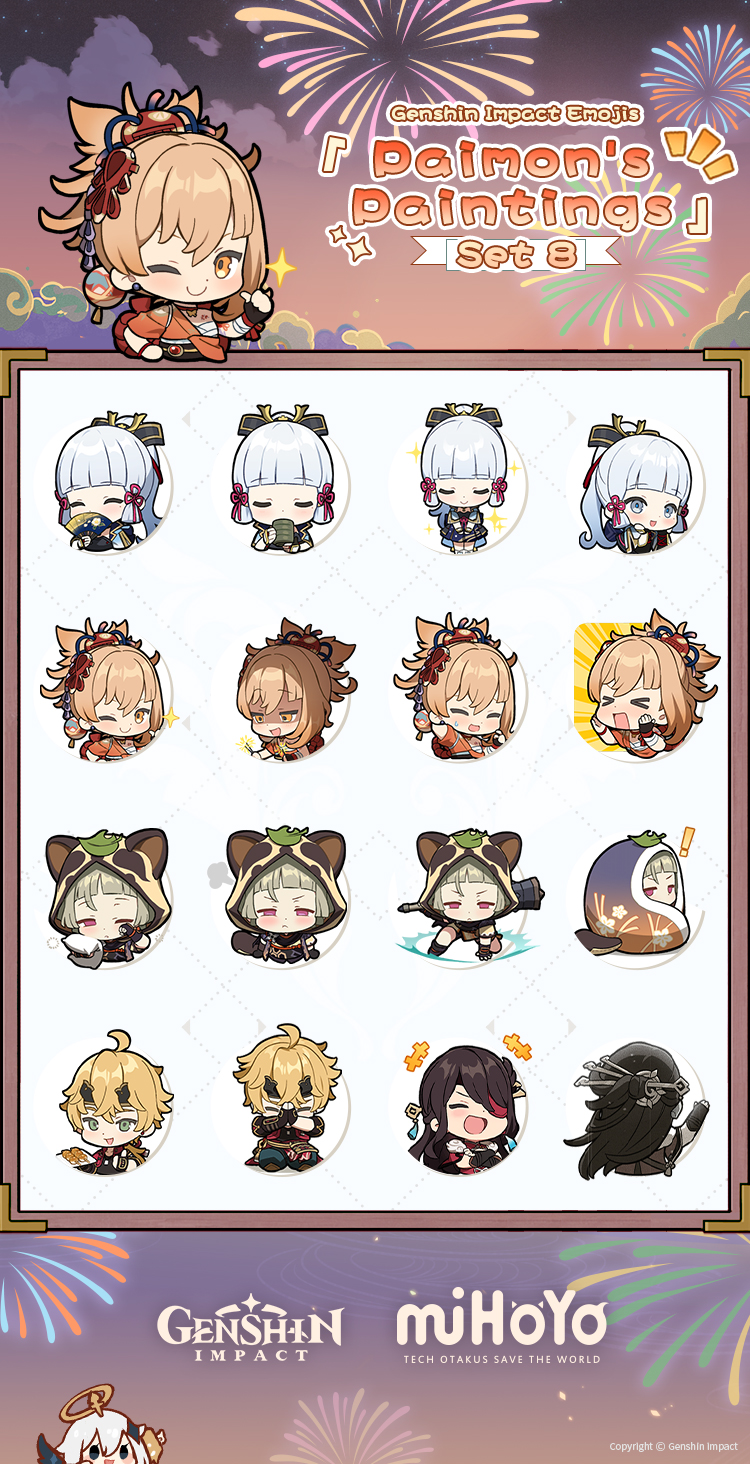 Genshin Impact Emojis
「Paimon's
Paintings」
Set 8
GENSHIN
IMPACT
miHoYo
TECH OTAKUS SAVE THE WORLD
Copyright © Genshin Impact